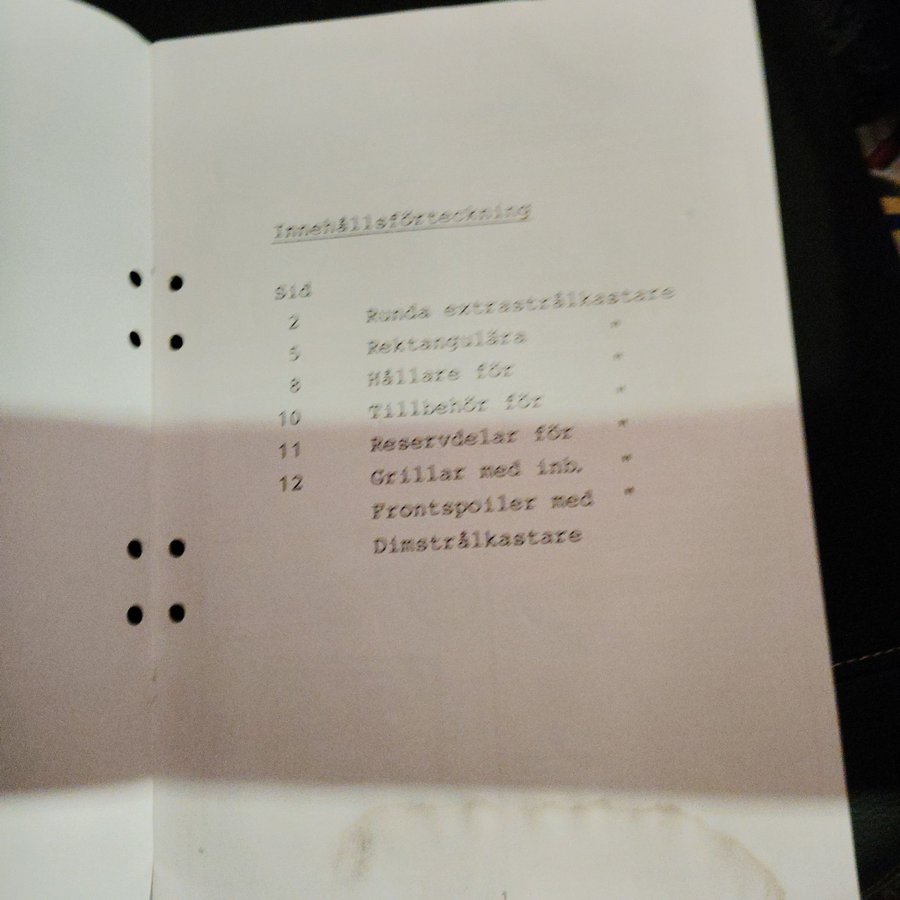 Innehållsförteckning
Sid
2 Runda extrastrålkastare
5 Rektangulära "
8 Hållare för "
10 Tillbehör för "
11 Reservdelar för "
12 Grillar med inb. "
Frontspoiler med "
Dimstrålkastare